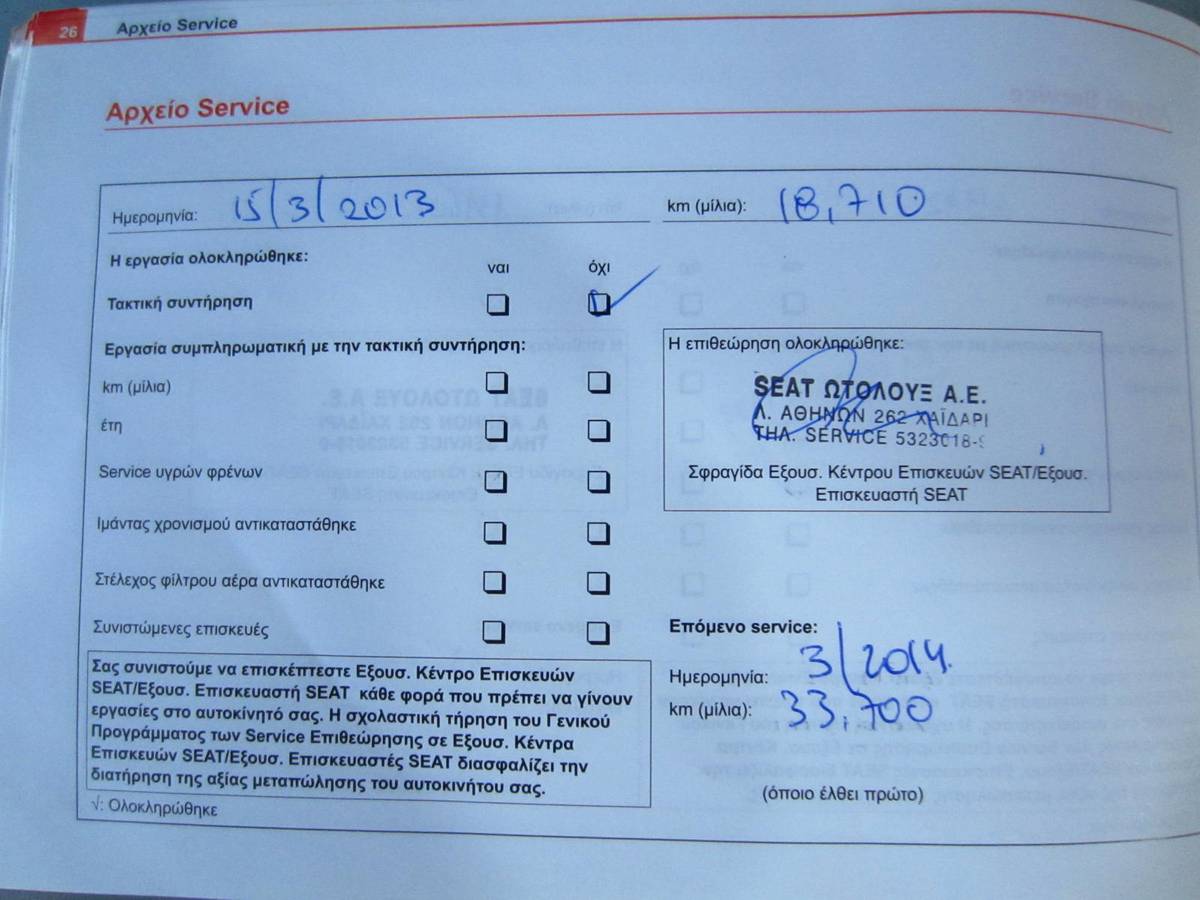 26 Αρχείο Service
Αρχείο Service
Ημερομηνία: 15/3/2013 km (μίλια): 18,710
Η εργασία ολοκληρώθηκε: ναι όχι
Τακτική συντήρηση
Εργασία συμπληρωματική με την τακτική συντήρηση:
km (μίλια)
έτη
Service υγρών φρένων
Ιμάντας χρονισμού αντικαταστάθηκε
Στέλεχος φίλτρου αέρα αντικαταστάθηκε
Συνιστώμενες επισκευές
Σας συνιστούμε να επισκέπτεστε Εξουσ. Κέντρο Επισκευών
SEAT/Εξουσ. Επισκευαστή SEAT κάθε φορά που πρέπει να γίνουν
εργασίες στο αυτοκίνητό σας. Η σχολαστική τήρηση του Γενικού
Προγράμματος των Service Επιθεώρησης σε Εξουσ. Κέντρα
Επισκευών SEAT/Εξουσ. Επισκευαστές SEAT διασφαλίζει την
διατήρηση της αξίας μεταπώλησης του αυτοκινήτου σας.
√: Ολοκληρώθηκε
Η επιθεώρηση ολοκληρώθηκε:
SEAT ΩΤΟΛΟΥΞ Α.Ε.
Λ. ΑΘΗΝΩΝ 262 ΧΑΪΔΑΡΙ
ΤΗΛ. SERVICE 5323018-9
Σφραγίδα Εξουσ. Κέντρου Επισκευών SEAT/Εξουσ.
Επισκευαστή SEAT
Επόμενο service:
Ημερομηνία: 3/2014.
km (μίλια): 33,700
(όποιο έλθει πρώτο)